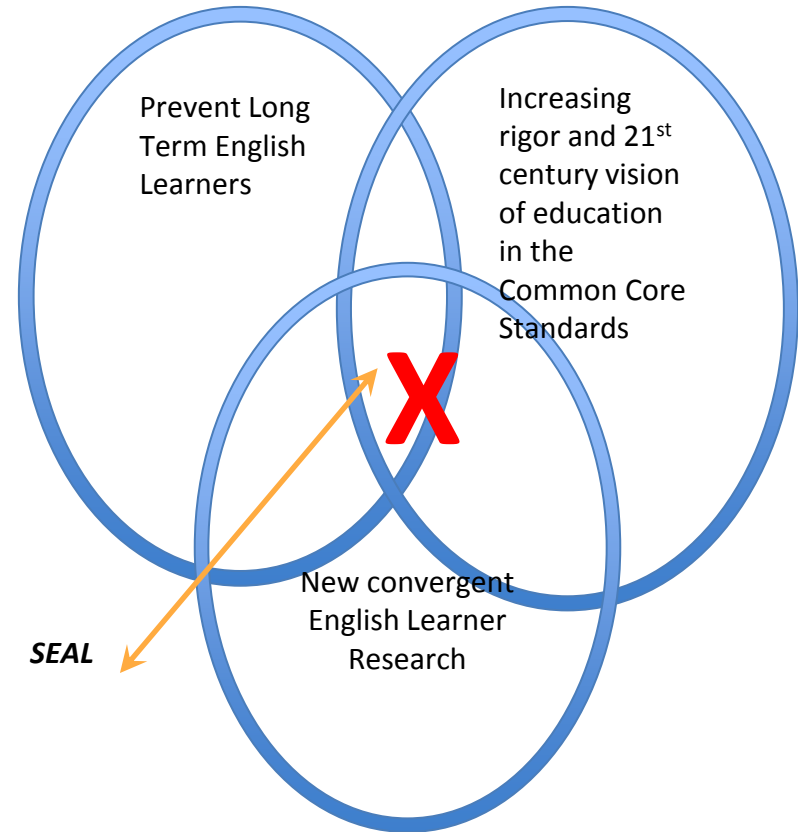 Prevent Long
Term English
Learners
Increasing
rigor and 21st
century vision
of education
in the
Common Core
Standards
X
New convergent
English Learner
Research
SEAL